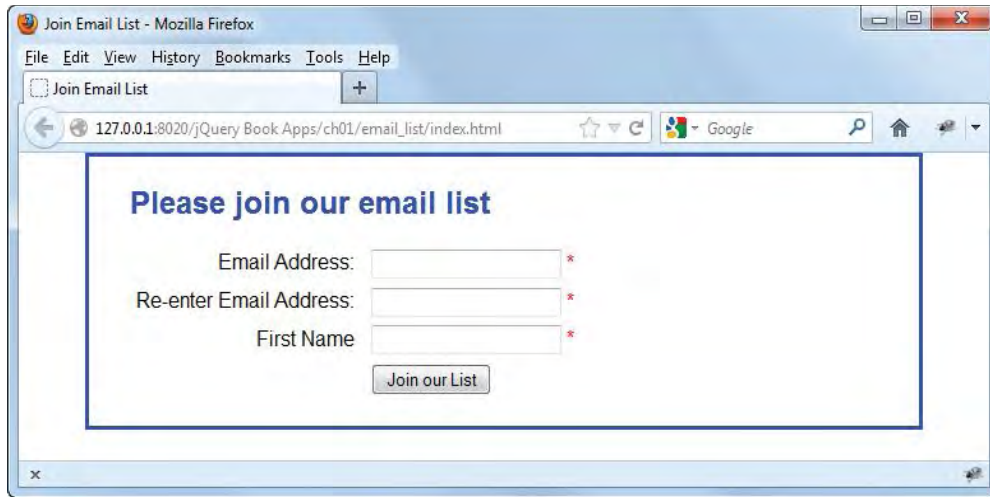 Join Email List - Mozilla Firefox
File Edit View History Bookmarks Tools Help
Join Email List
127.0.0.1:8020/jQuery Book Apps/ch01/email_list/index.html
Google
Please join our email list
Email Address: *
Re-enter Email Address: *
First Name *
Join our List